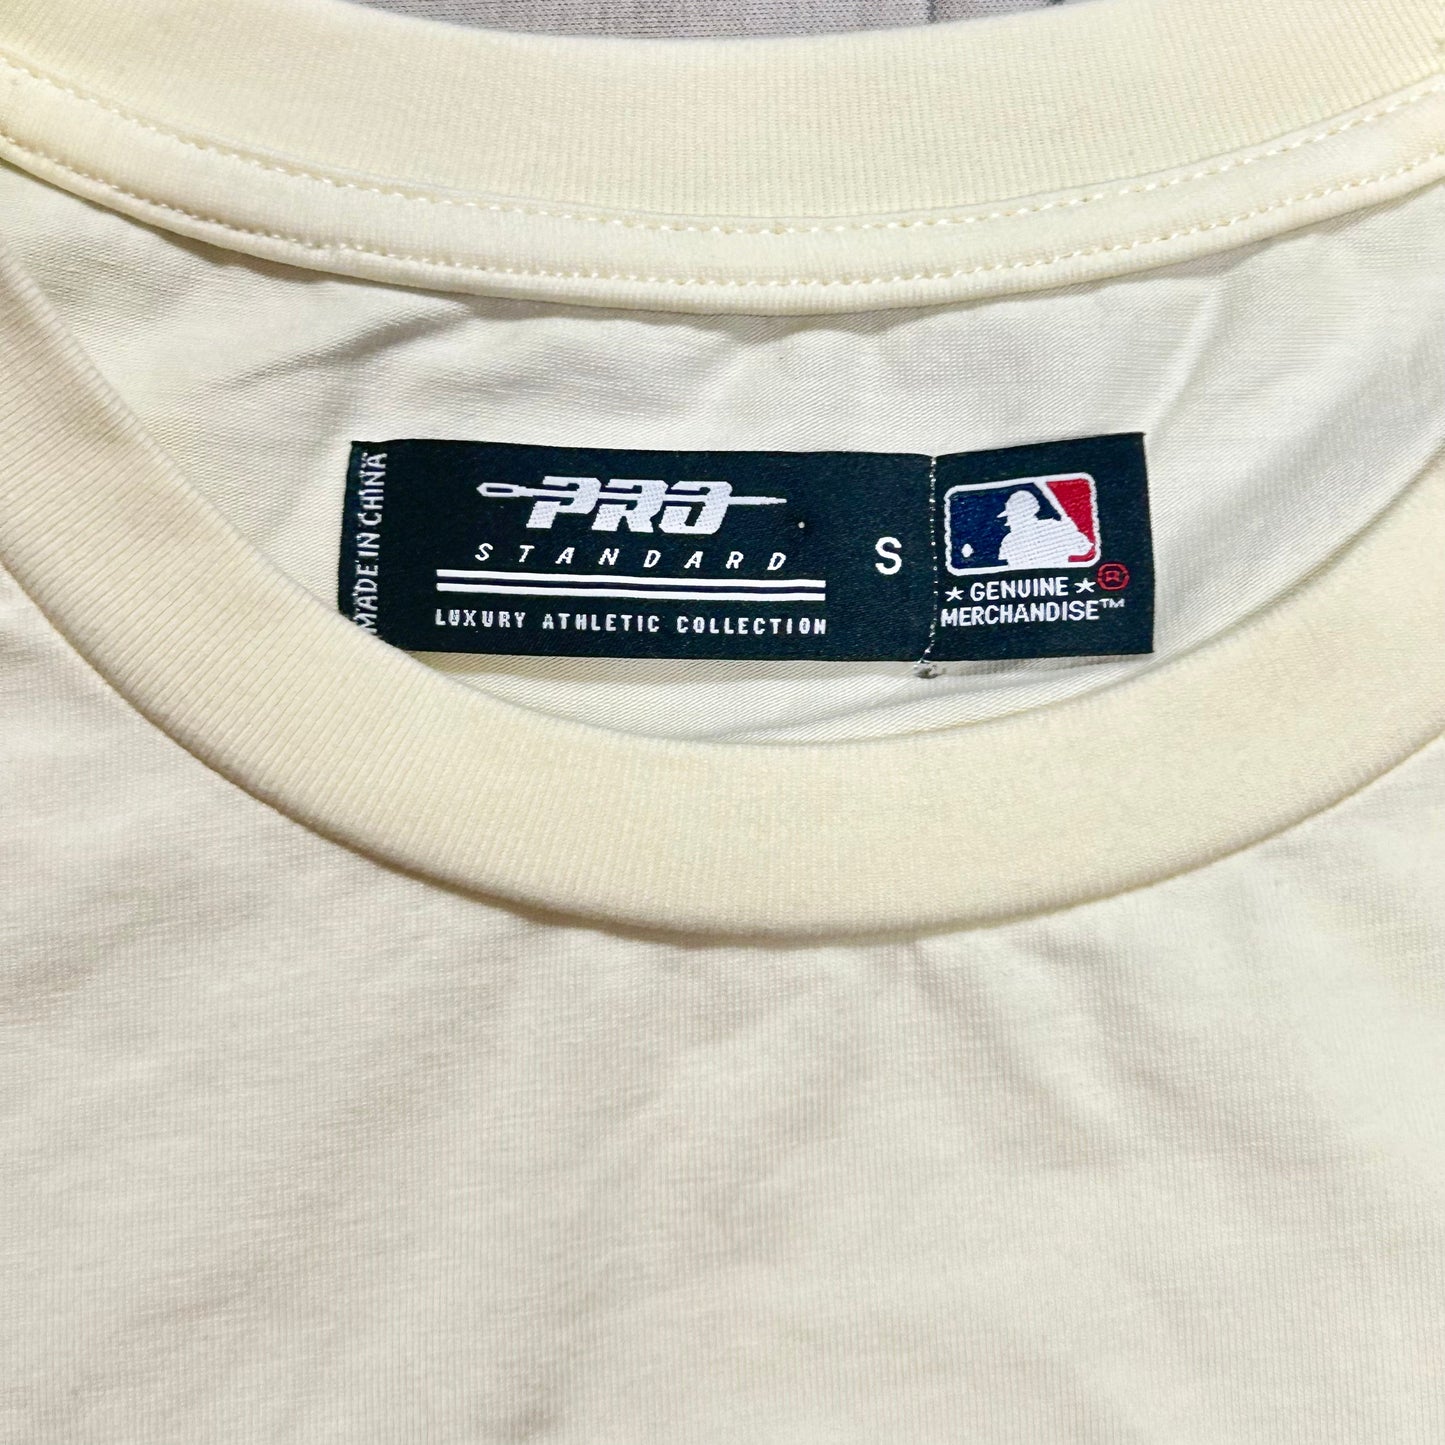 MADE IN CHINA
PRO
STANDARD
LUXURY ATHLETIC COLLECTION
S
★ GENUINE ★ ®
MERCHANDISE™